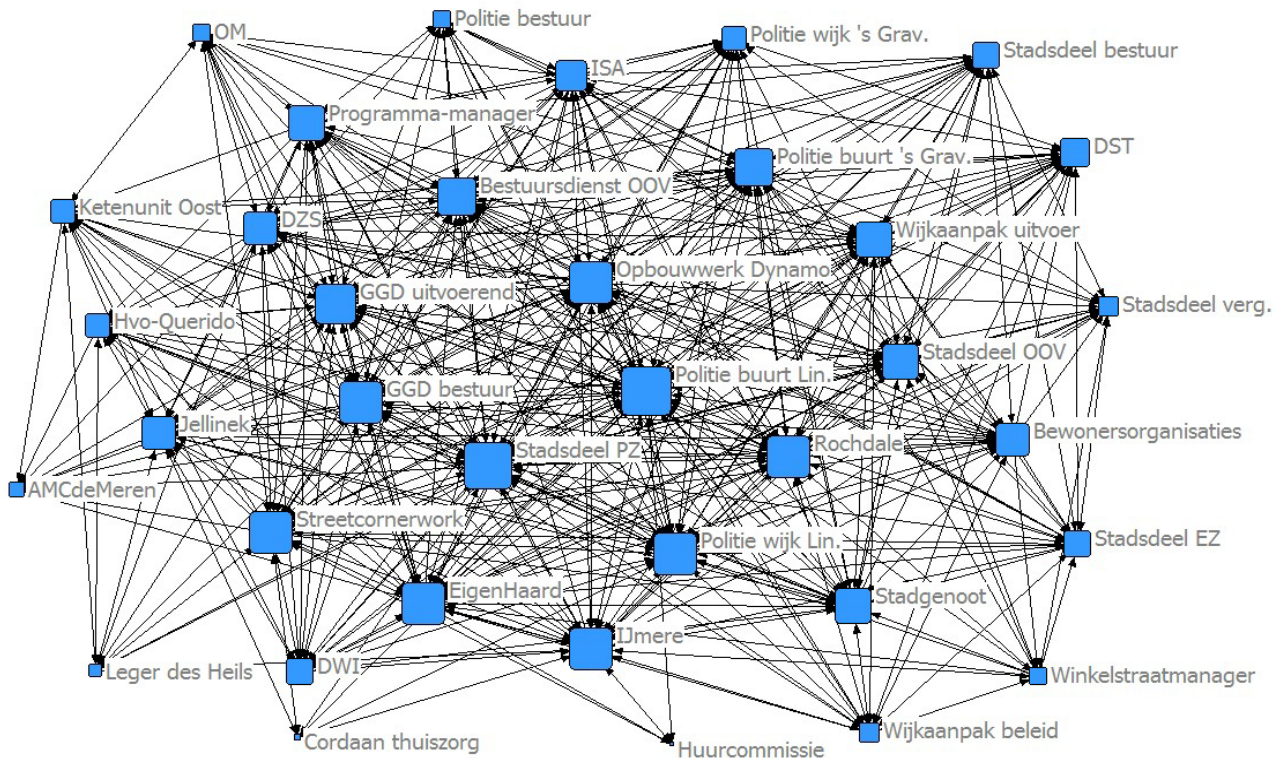 Politie bestuur
OM
Politie wijk 's Grav.
Stadsdeel bestuur
ISA
Programma-manager
DST
Politie buurt 's Grav.
Bestuursdienst OOV
Ketenunit Oost
DZS
Wijkaanpak uitvoer
Opbouwwerk Dynamo
GGD uitvoerend
Stadsdeel verg.
Hvo-Querido
Stadsdeel OOV
Politie buurt Lin.
GGD bestuur
Jellinek
Bewonersorganisaties
Rochdale
Stadsdeel PZ
AMCdeMeren
Streetcornerwork
Stadsdeel EZ
Politie wijk Lin.
EigenHaard
Stadgenoot
IJmere
Leger des Heils
DWI
Winkelstraatmanager
Wijkaanpak beleid
Cordaan thuiszorg
Huurcommissie